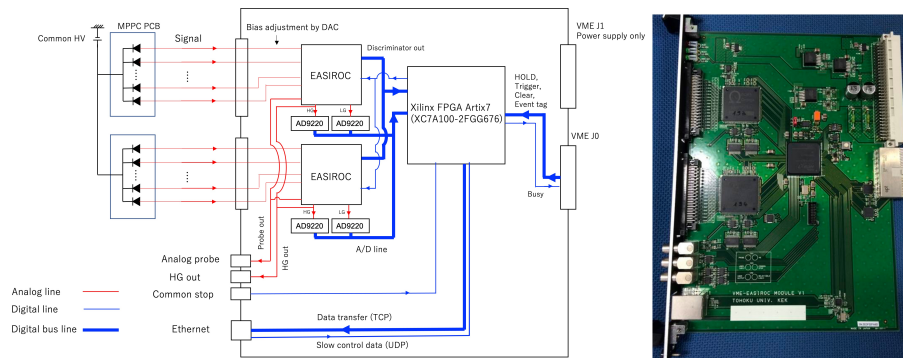 MPPC PCB
Common HV
Signal
Bias adjustment by DAC
Discriminator out
VME J1
Power supply only
EASIROC
HG
LG
AD9220
AD9220
Xilinx FPGA Artix7
(XC7A100-2FGG676)
HOLD,
Trigger,
Clear,
Event tag
VME J0
Busy
EASIROC
HG
LG
AD9220
AD9220
A/D line
Probe out
HG out
Analog probe
HG out
Common stop
Ethernet
Data transfer (TCP)
Slow control data (UDP)
Analog line
Digital line
Digital bus line
VME-EASIROC MODULE V1
TOHOKU UNIV. KEK